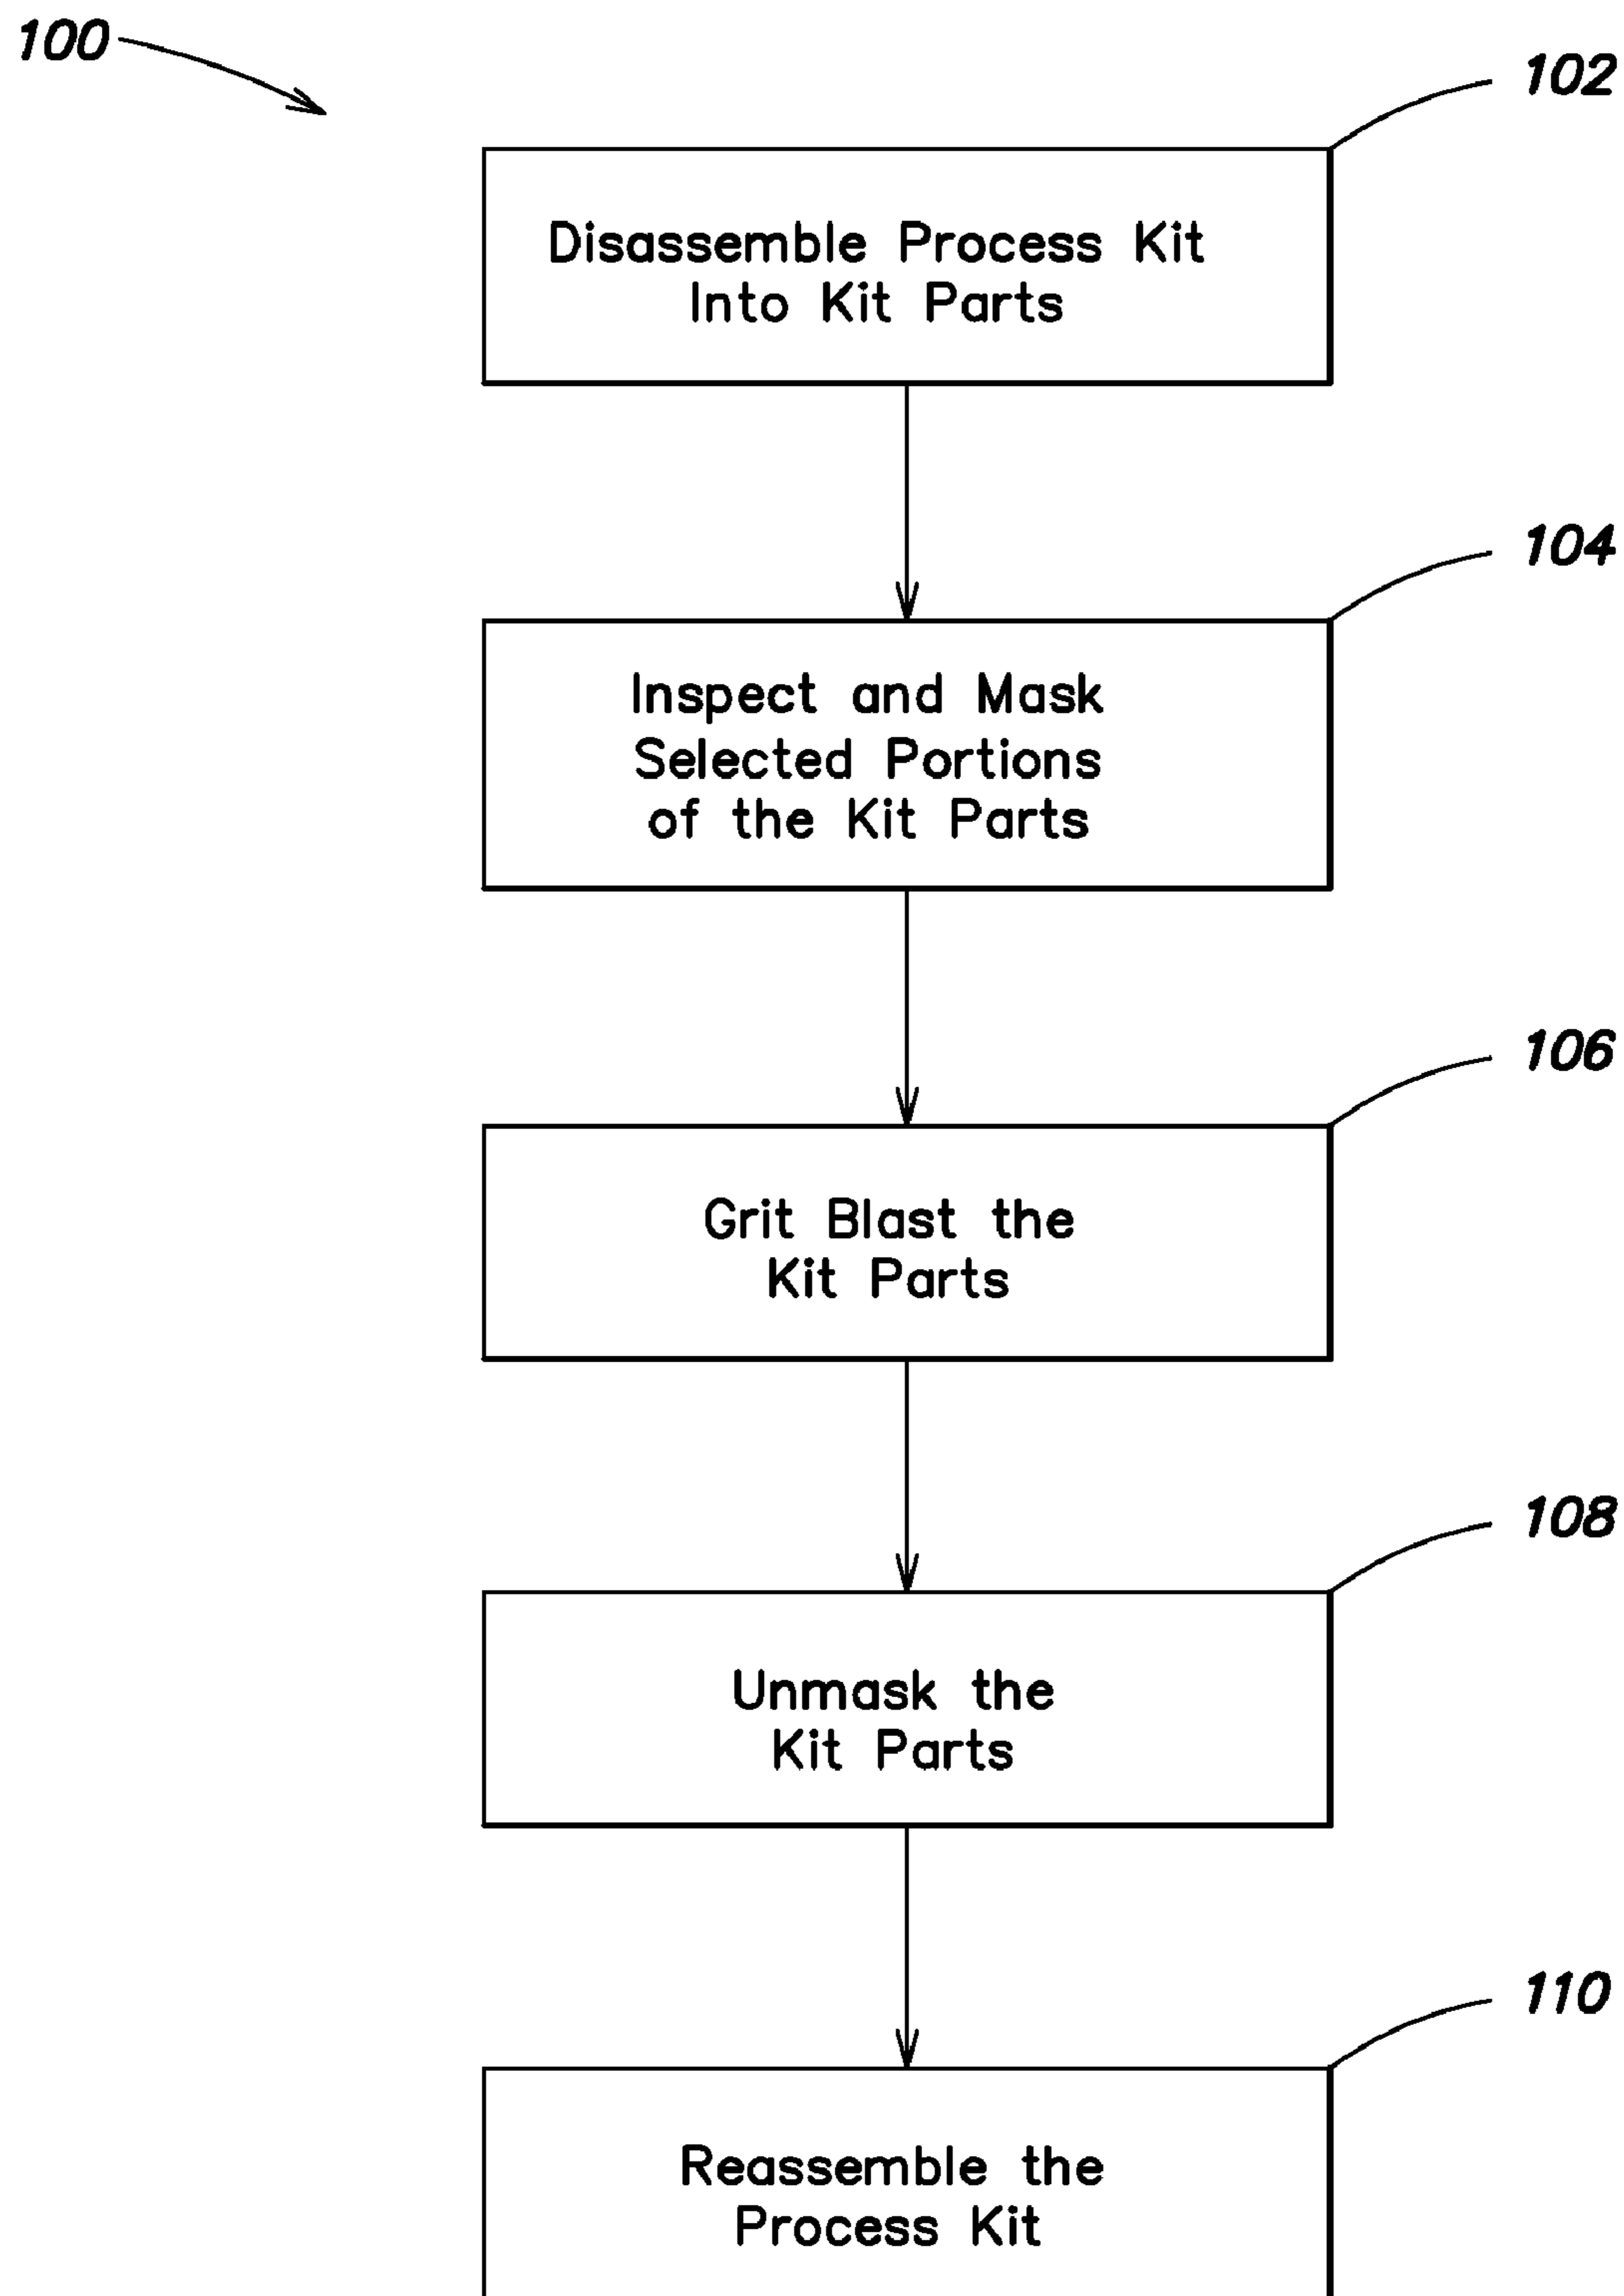 100
102
Disassemble Process Kit
Into Kit Parts
104
Inspect and Mask
Selected Portions
of the Kit Parts
106
Grit Blast the
Kit Parts
108
Unmask the
Kit Parts
110
Reassemble the
Process Kit